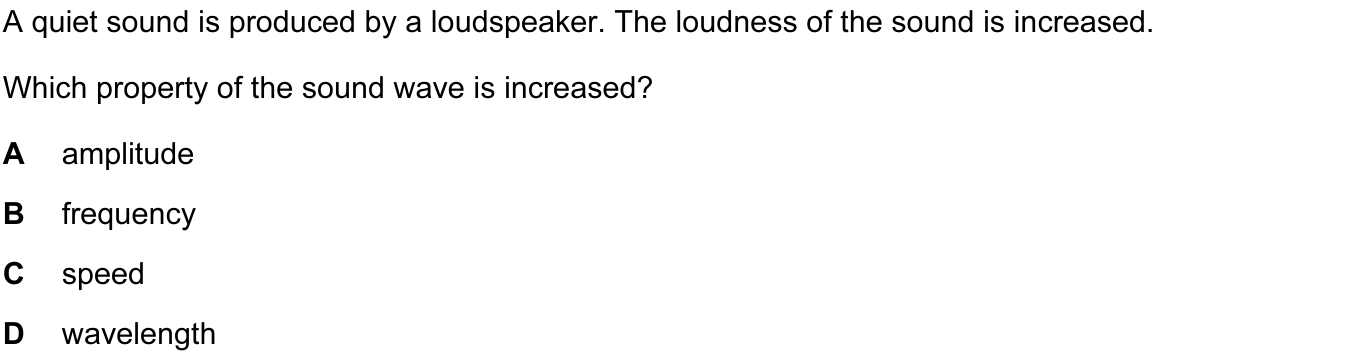 A quiet sound is produced by a loudspeaker. The loudness of the sound is increased.
Which property of the sound wave is increased?
A amplitude
B frequency
C speed
D wavelength